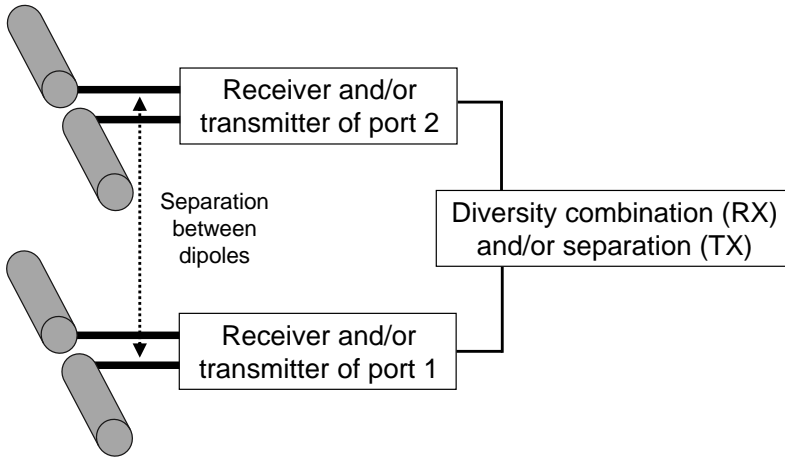 Receiver and/or
transmitter of port 2
Separation
between
dipoles
Diversity combination (RX)
and/or separation (TX)
Receiver and/or
transmitter of port 1